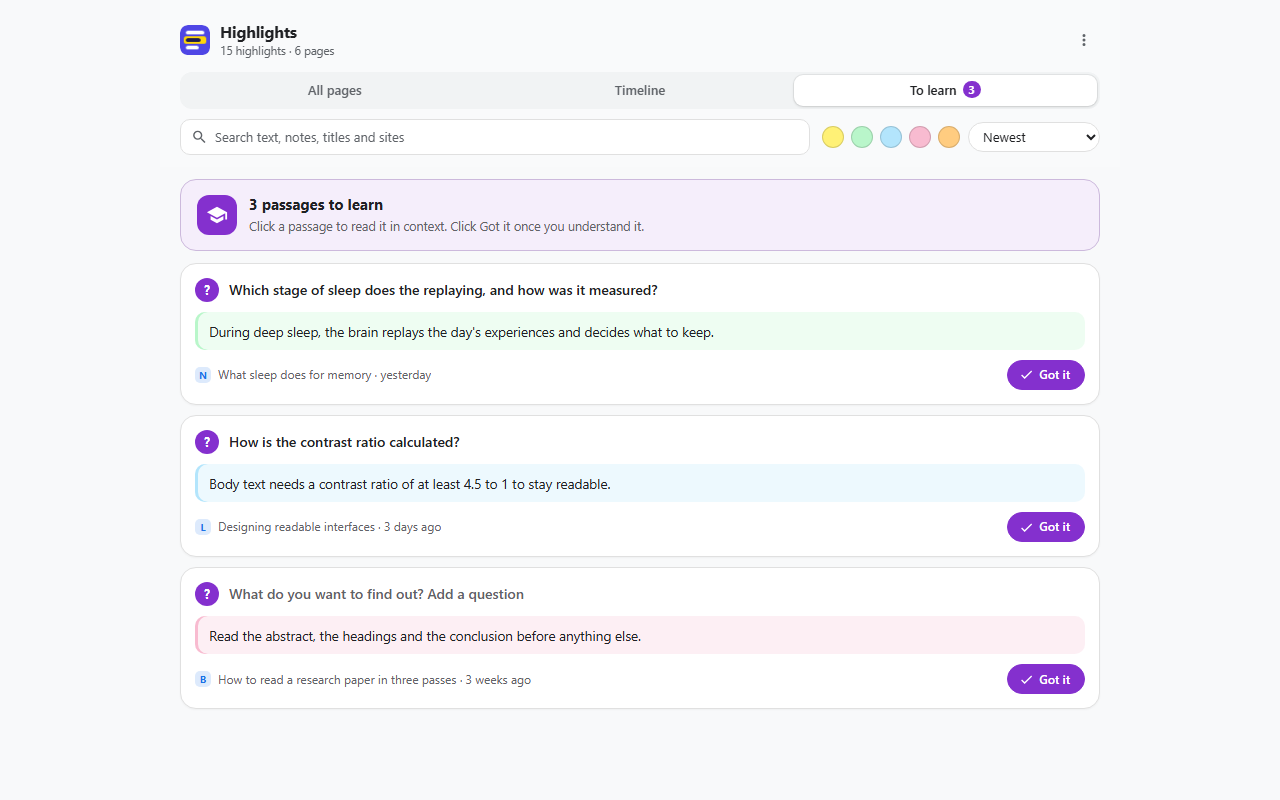 Highlights
15 highlights · 6 pages
All pages
Timeline
To learn 3
Search text, notes, titles and sites
Newest
3 passages to learn
Click a passage to read it in context. Click Got it once you understand it.
? Which stage of sleep does the replaying, and how was it measured?
During deep sleep, the brain replays the day's experiences and decides what to keep.
N What sleep does for memory · yesterday
Got it
? How is the contrast ratio calculated?
Body text needs a contrast ratio of at least 4.5 to 1 to stay readable.
L Designing readable interfaces · 3 days ago
Got it
? What do you want to find out? Add a question
Read the abstract, the headings and the conclusion before anything else.
B How to read a research paper in three passes · 3 weeks ago
Got it